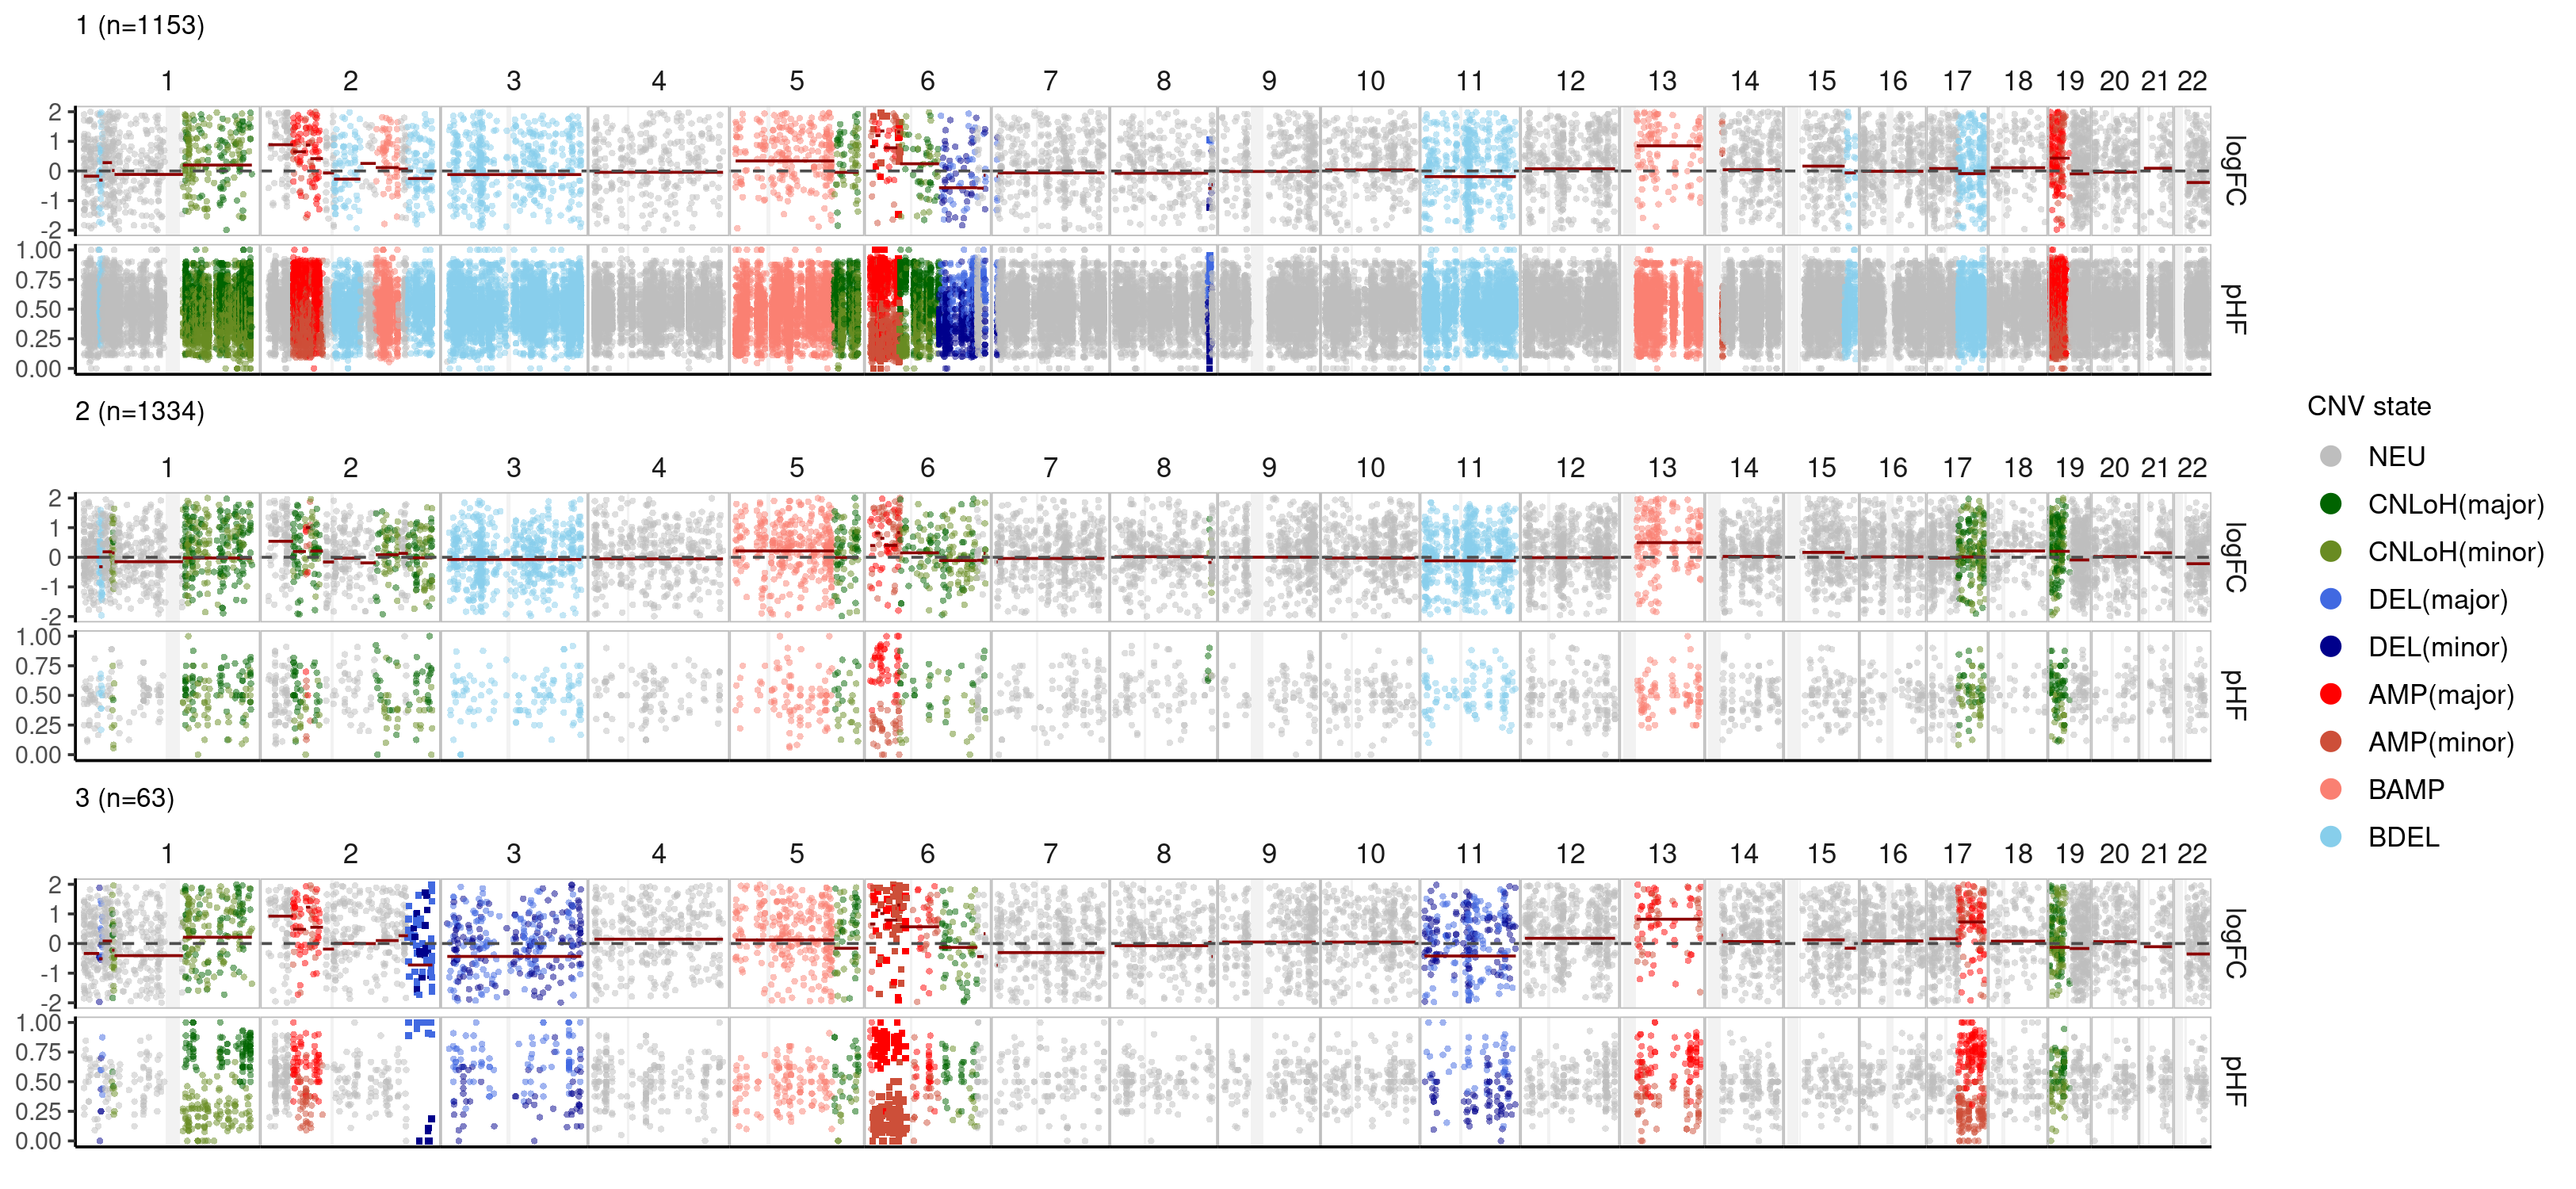 1 (n=1153)
1 2 3 4 5 6 7 8 9 10 11 12 13 14 15 16 17 18 19 20 21 22
2
1
0
-1
-2
logFC
1.00
0.75
0.50
0.25
0.00
pHF
2 (n=1334)
1 2 3 4 5 6 7 8 9 10 11 12 13 14 15 16 17 18 19 20 21 22
2
1
0
-1
-2
logFC
1.00
0.75
0.50
0.25
0.00
pHF
3 (n=63)
1 2 3 4 5 6 7 8 9 10 11 12 13 14 15 16 17 18 19 20 21 22
2
1
0
-1
-2
logFC
1.00
0.75
0.50
0.25
0.00
pHF
CNV state
NEU
CNLoH(major)
CNLoH(minor)
DEL(major)
DEL(minor)
AMP(major)
AMP(minor)
BAMP
BDEL